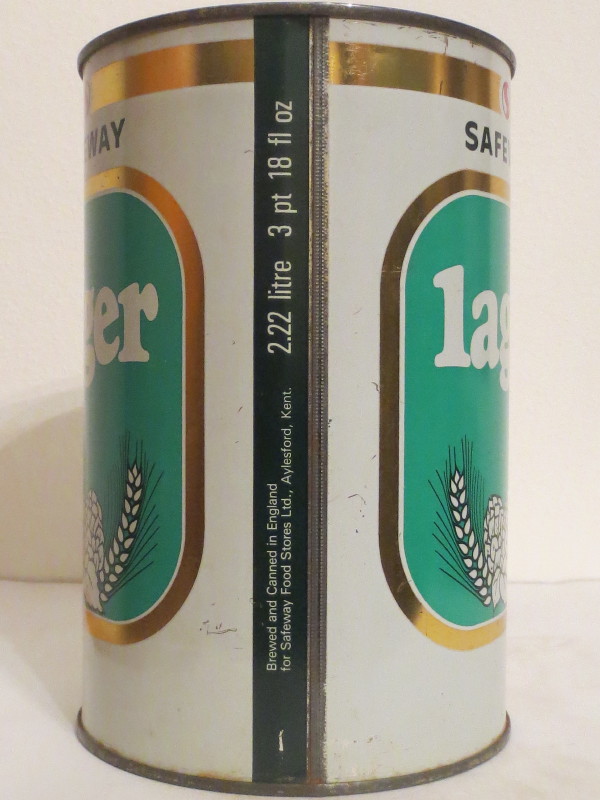 WAY
ger
2.22 litre 3 pt 18 fl oz
Brewed and Canned in England
for Safeway Food Stores Ltd., Aylesford, Kent.
SAFE
lag